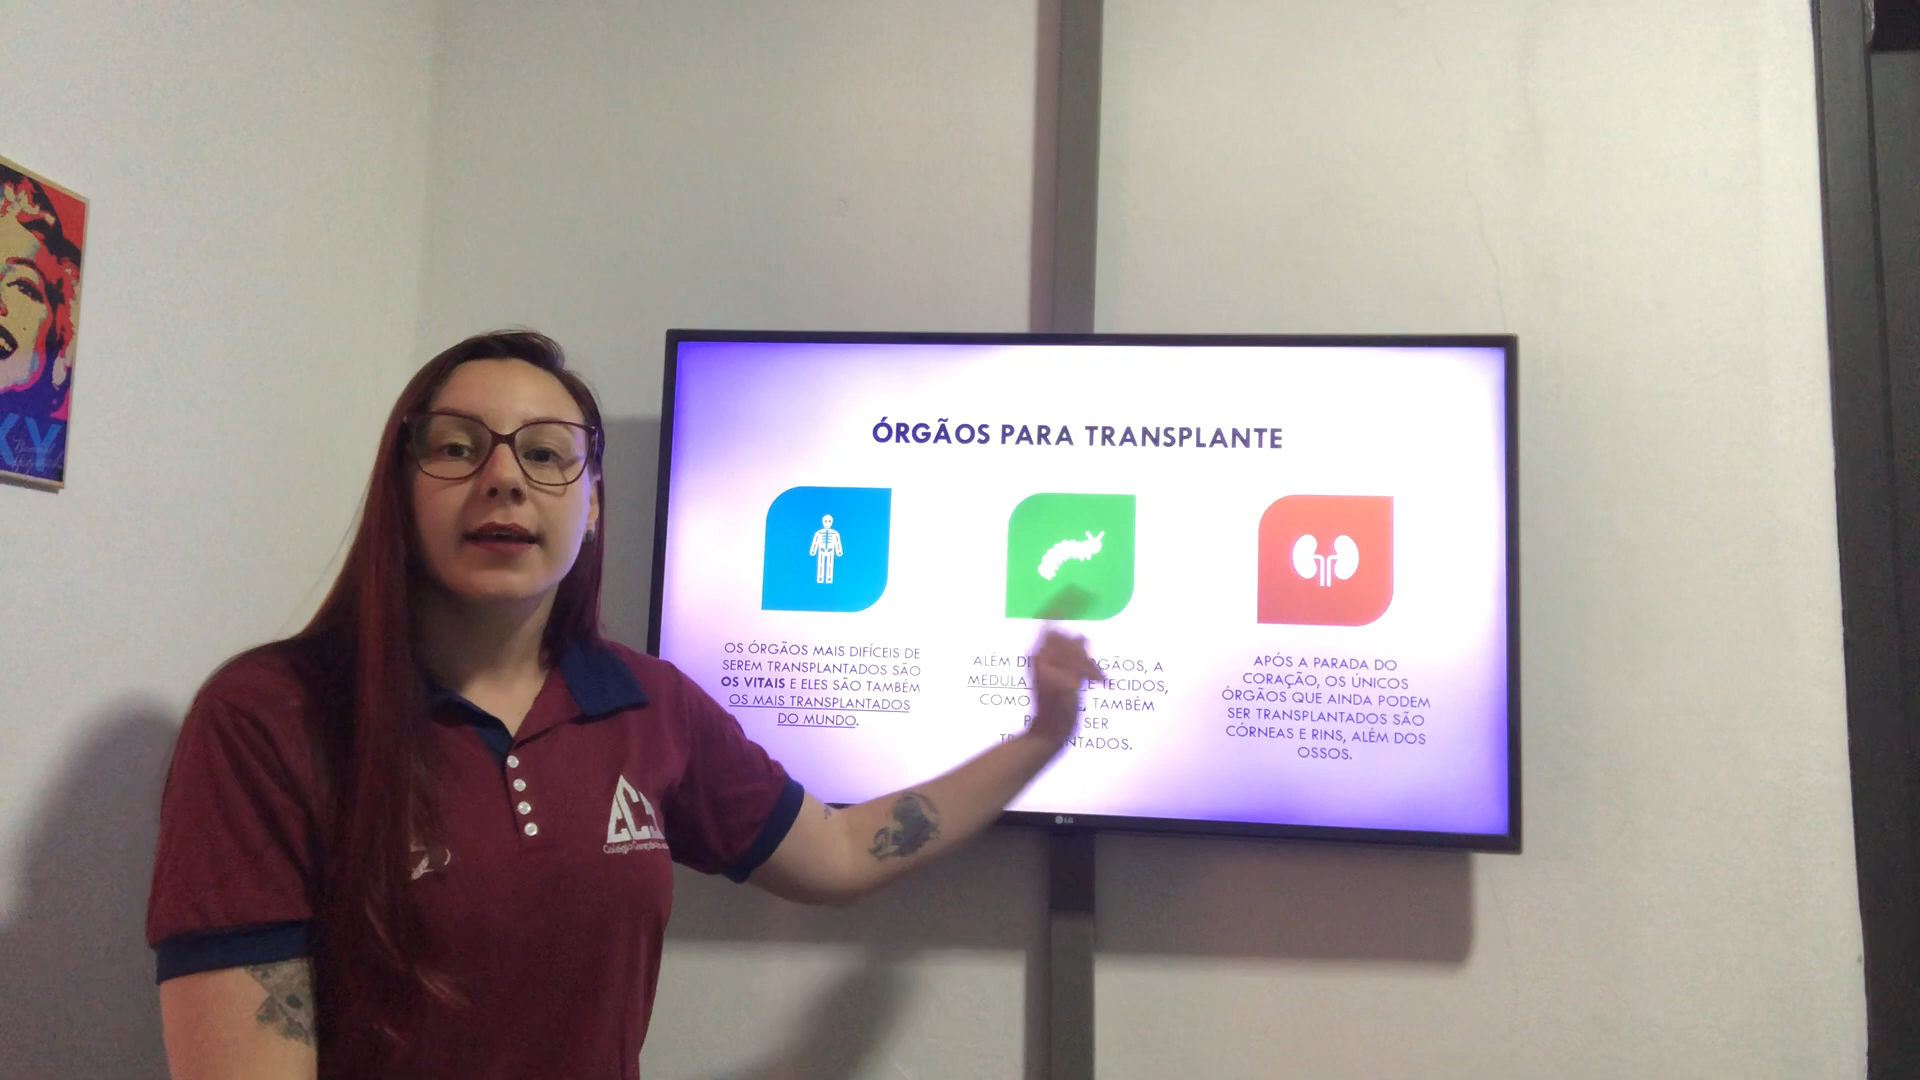 ÓRGÃOS PARA TRANSPLANTE
OS ÓRGÃOS MAIS DIFÍCEIS DE
SEREM TRANSPLANTADOS SÃO
OS VITAIS E ELES SÃO TAMBÉM
OS MAIS TRANSPLANTADOS
DO MUNDO.
ALÉM
A
MEDULA
E TECIDOS,
COMO
TAMBÉM
SER
APÓS A PARADA DO
CORAÇÃO, OS ÚNICOS
ÓRGÃOS QUE AINDA PODEM
SER TRANSPLANTADOS SÃO
CÓRNEAS E RINS, ALÉM DOS
OSSOS.
LG
Colégio